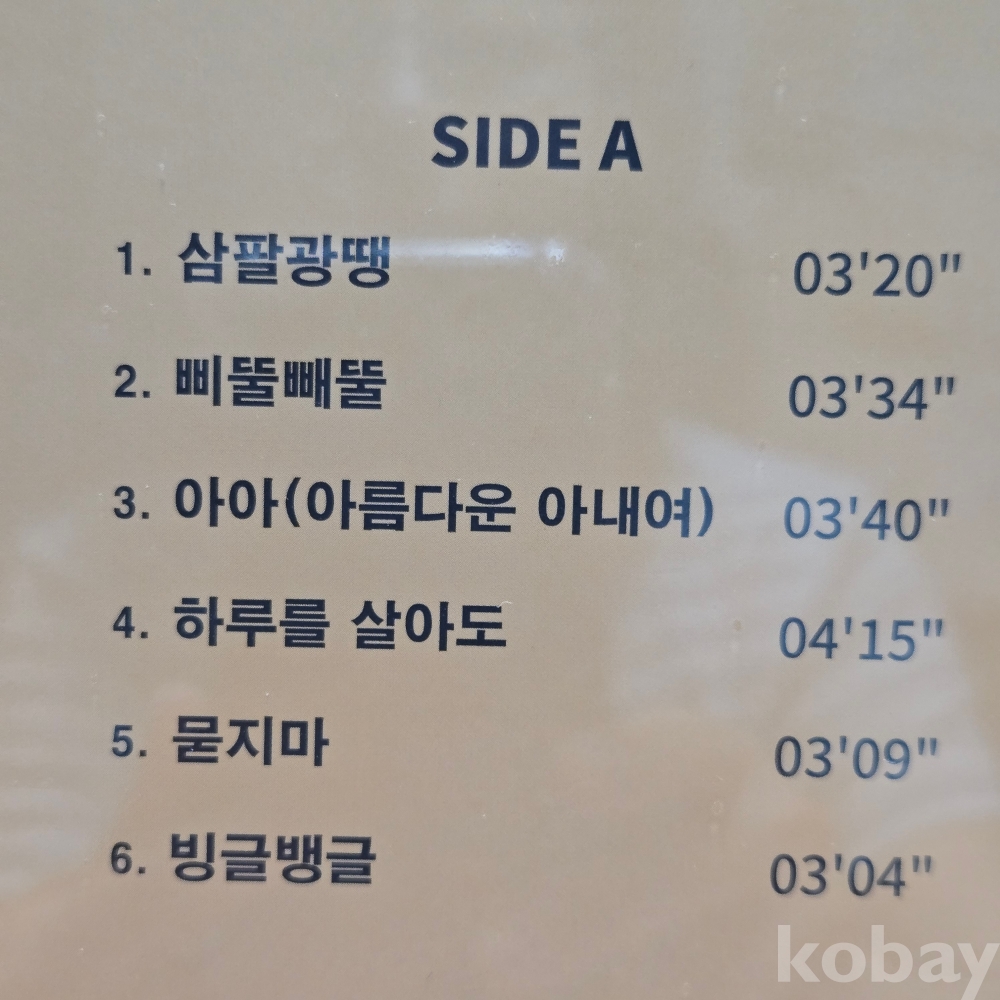 SIDE A
1. 삼팔광땡 03'20"
2. 삐뚤빼뚤 03'34"
3. 아아(아름다운 아내여) 03'40"
4. 하루를 살아도 04'15"
5. 묻지마 03'09"
6. 빙글뱅글 03'04"
kobay